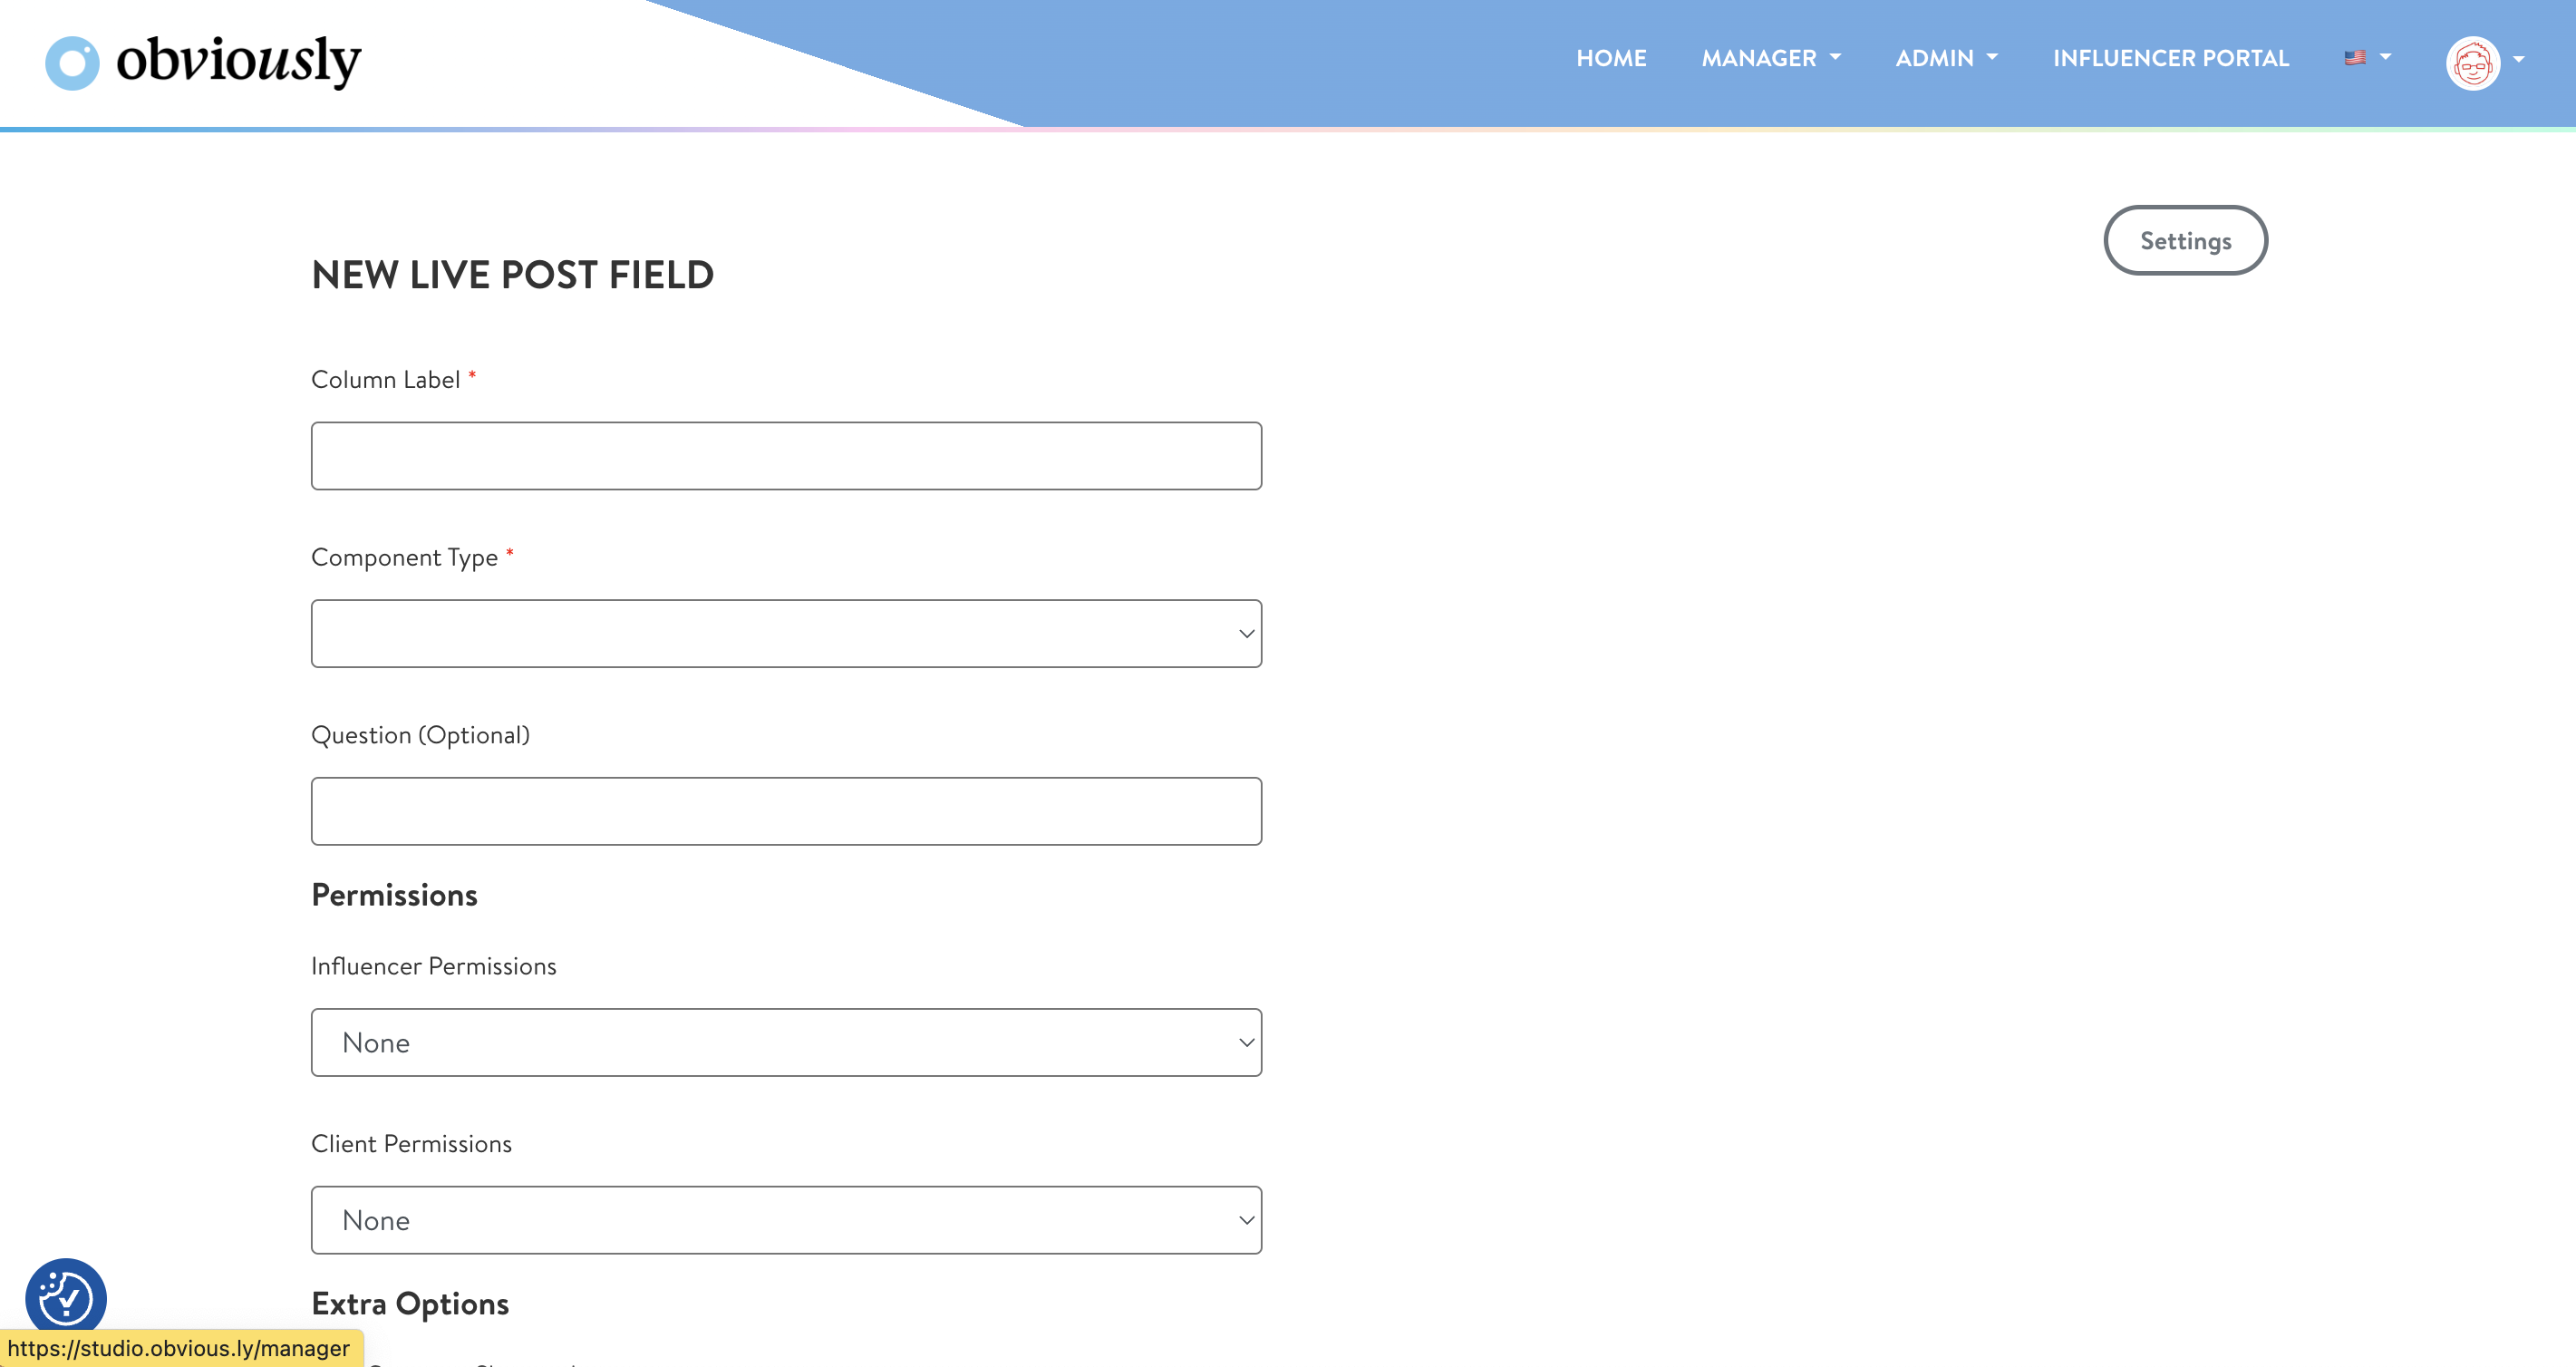 obviously
HOME MANAGER ADMIN INFLUENCER PORTAL
Settings
NEW LIVE POST FIELD
Column Label *
Component Type *
Question (Optional)
Permissions
Influencer Permissions
None
Client Permissions
None
Extra Options
https://studio.obvious.ly/manager